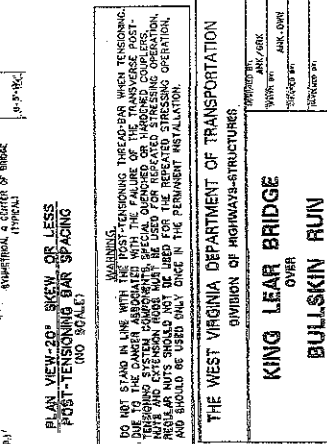 SYMMETRICAL @ CENTER OF BRIDGE
(TYPICAL)
PLAN VIEW-20° SKEW OR LESS
POST-TENSIONING BAR SPACING
(NO SCALE)
WARNING
DO NOT STAND IN LINE WITH THE POST-TENSIONING THREAD-BAR WHEN TENSIONING,
DUE TO THE DANGER ASSOCIATED WITH THE FAILURE OF THE TRANSVERSE POST-
TENSIONING SYSTEM COMPONENTS. SPECIAL QUENCHED OR HARDENED COUPLERS,
NUTS AND EXTENSION RODS MUST BE USED FOR REPEATED STRESSING OPERATION.
REGULAR NUTS SHOULD NOT BE USED FOR THE REPEATED STRESSING OPERATION,
AND SHOULD BE USED ONLY ONCE IN THE PERMANENT INSTALLATION.
THE WEST VIRGINIA DEPARTMENT OF TRANSPORTATION
DIVISION OF HIGHWAYS-STRUCTURES
KING LEAR BRIDGE
OVER
BULLSKIN RUN